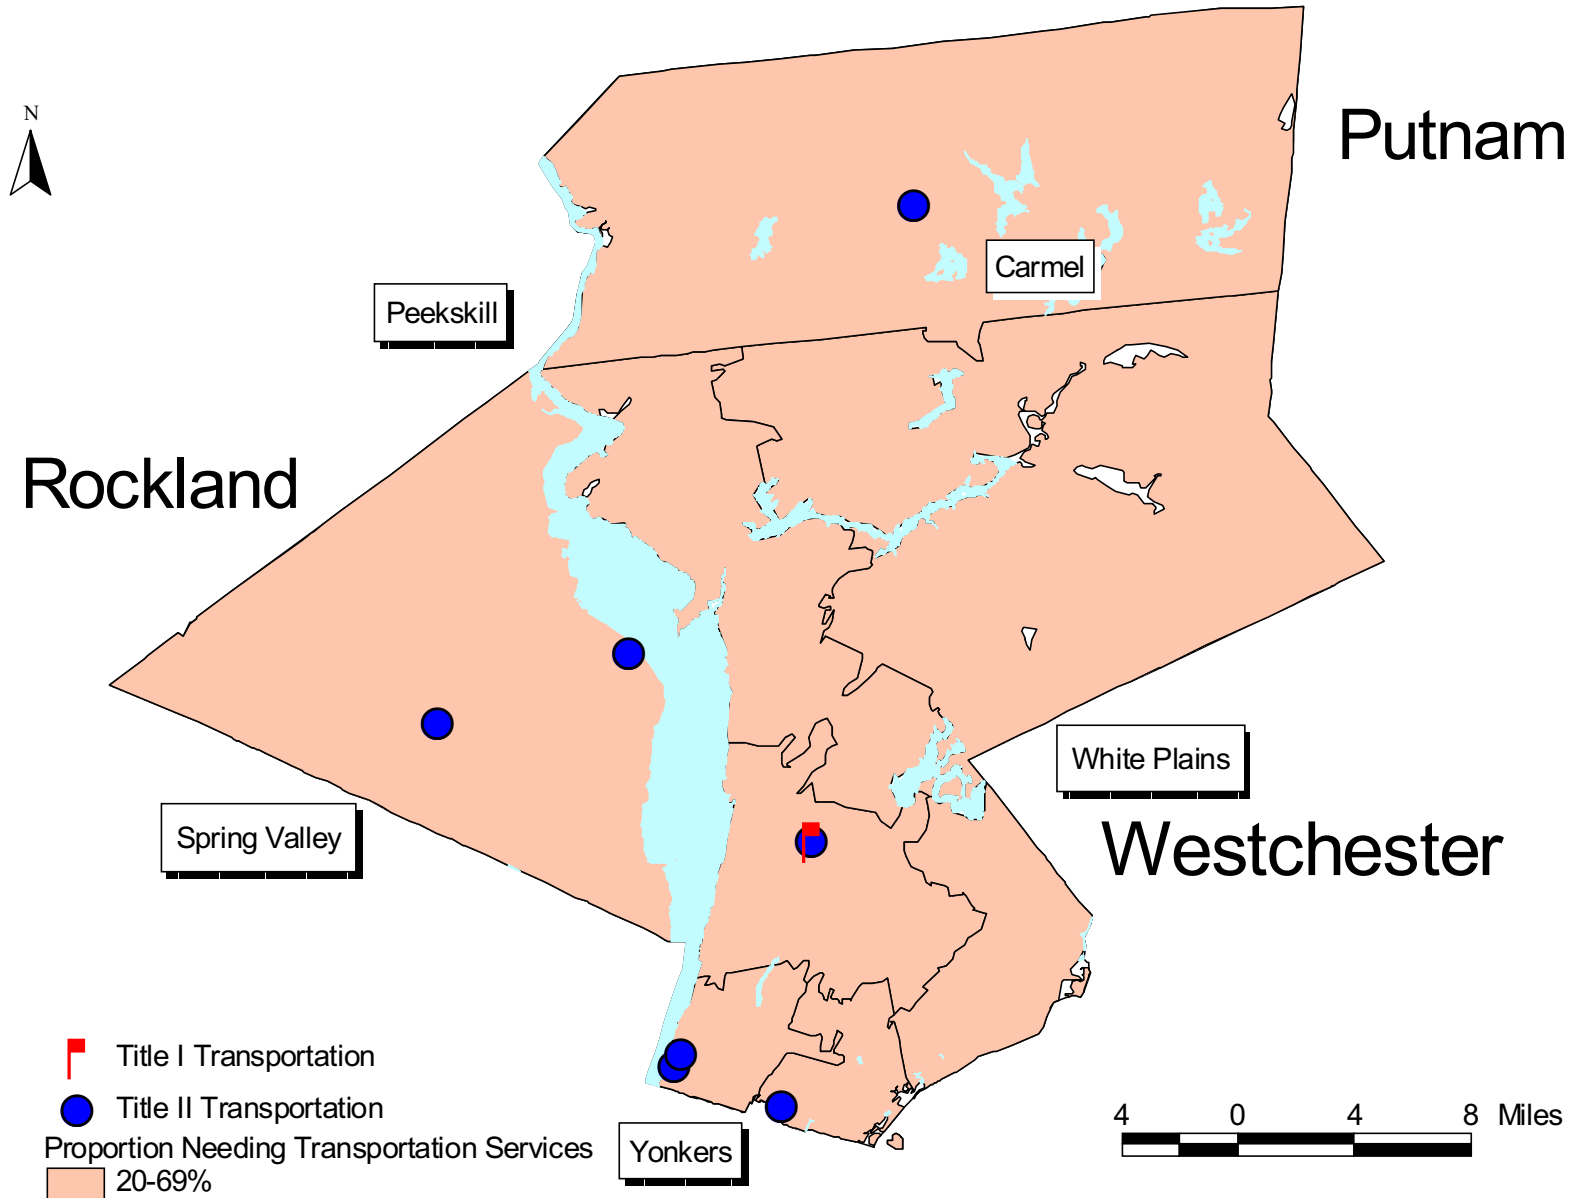 N
Putnam
Carmel
Peekskill
Rockland
White Plains
Spring Valley
Westchester
Title I Transportation
Title II Transportation
Proportion Needing Transportation Services
20-69%
Yonkers
4 0 4 8 Miles